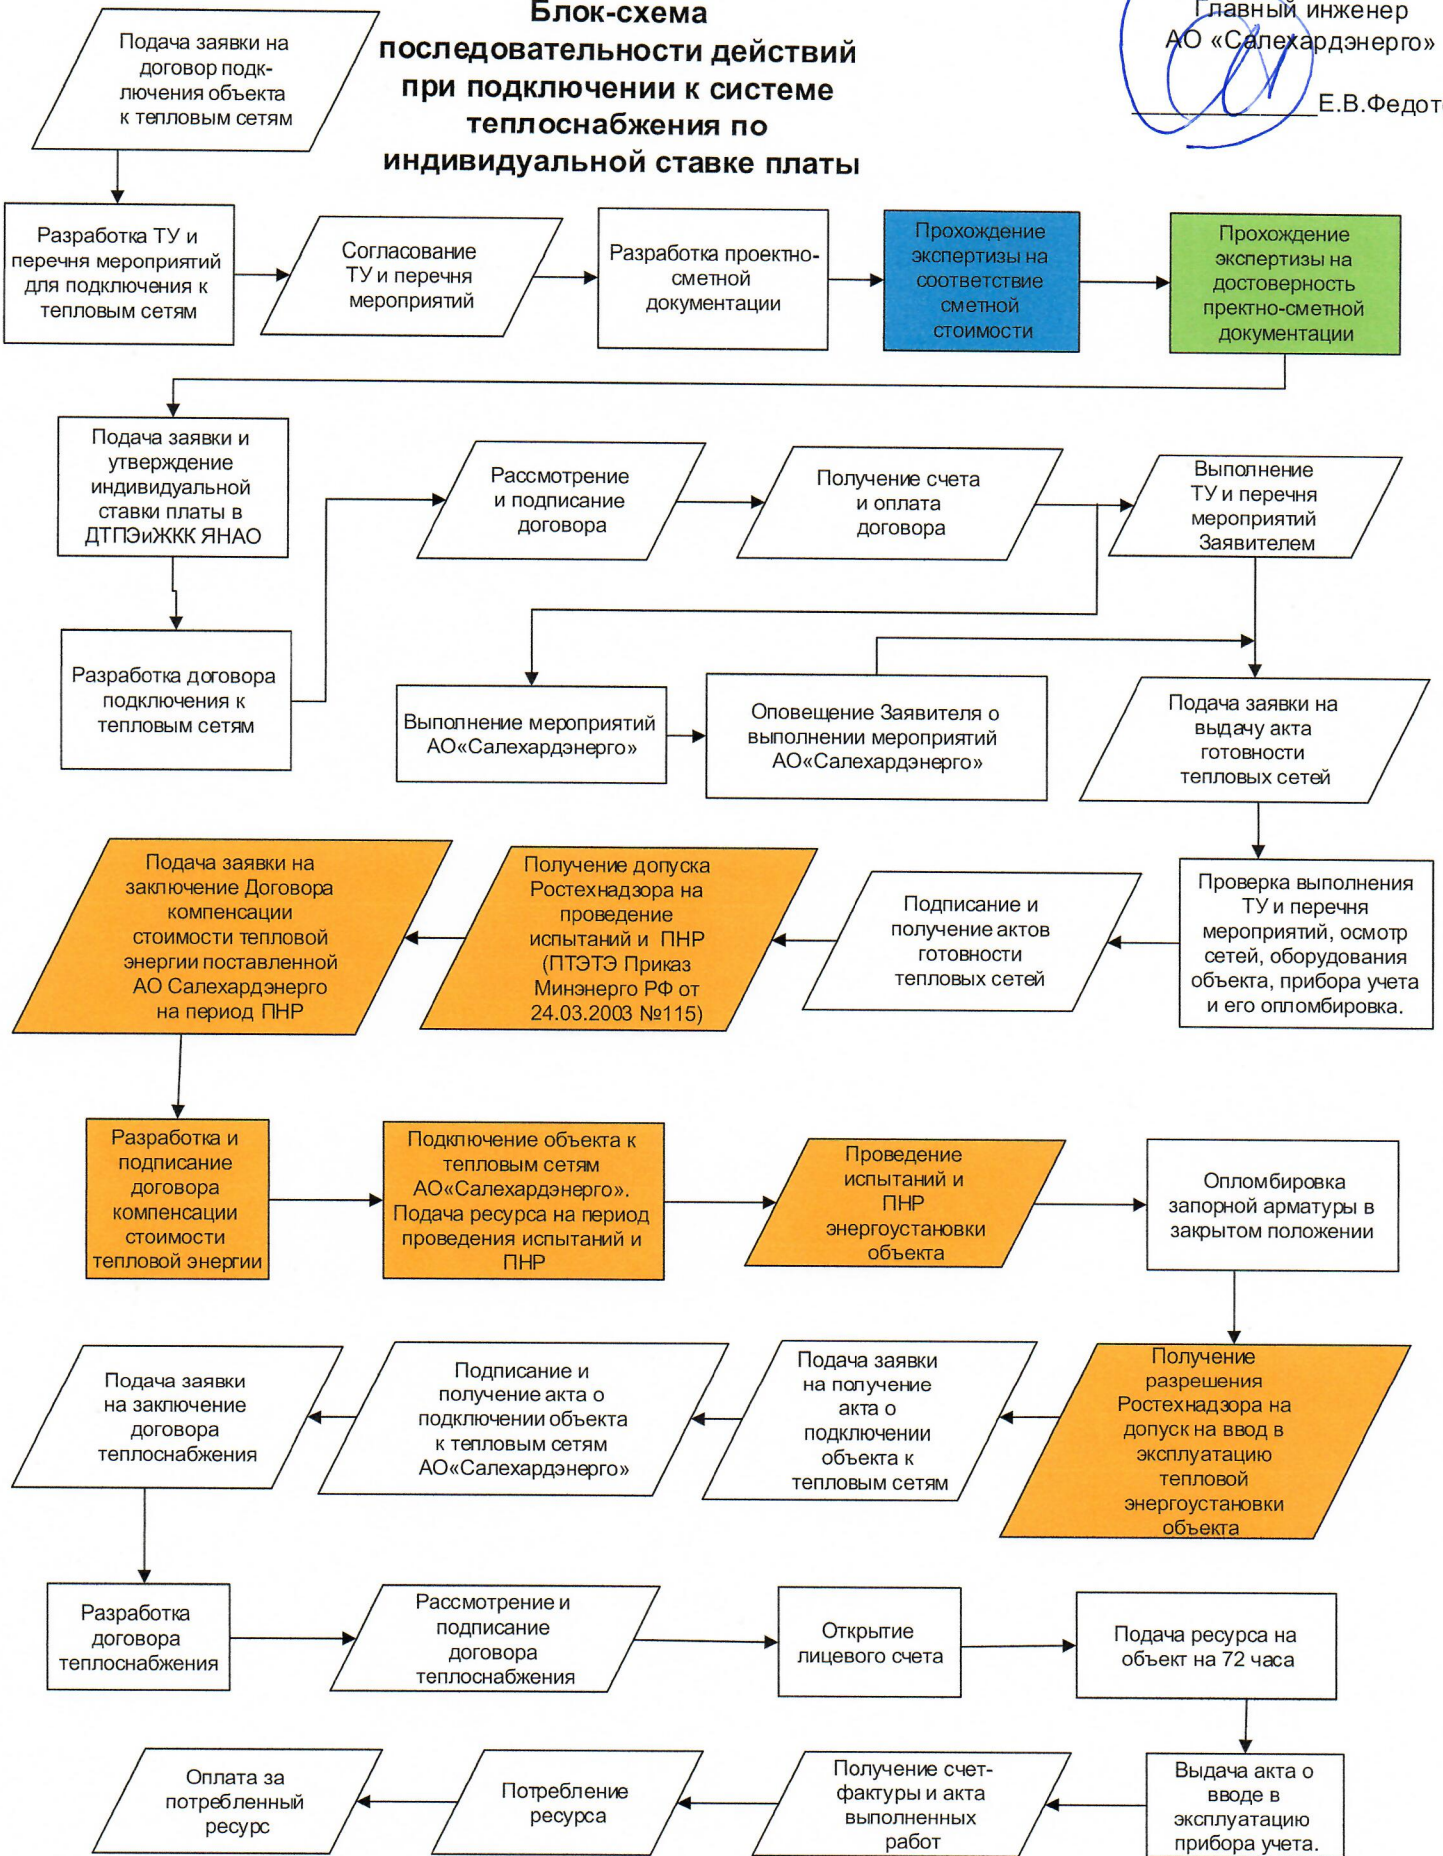 Блок-схема
последовательности действий
при подключении к системе
теплоснабжения по
индивидуальной ставке платы
Главный инженер
АО «Салехардэнерго»
Е.В.Федот
Подача заявки на
договор подк-
лючения объекта
к тепловым сетям
Разработка ТУ и
перечня мероприятий
для подключения к
тепловым сетям
Согласование
ТУ и перечня
мероприятий
Разработка проектно-
сметной
документации
Прохождение
экспертизы на
соответствие
сметной
стоимости
Прохождение
экспертизы на
достоверность
пректно-сметной
документации
Подача заявки и
утверждение
индивидуальной
ставки платы в
ДТПЭиЖКК ЯНАО
Рассмотрение
и подписание
договора
Получение счета
и оплата
договора
Выполнение
ТУ и перечня
мероприятий
Заявителем
Разработка договора
подключения к
тепловым сетям
Выполнение мероприятий
АО«Салехардэнерго»
Оповещение Заявителя о
выполнении мероприятий
АО«Салехардэнерго»
Подача заявки на
выдачу акта
готовности
тепловых сетей
Подача заявки на
заключение Договора
компенсации
стоимости тепловой
энергии поставленной
АО Салехардэнерго
на период ПНР
Получение допуска
Ростехнадзора на
проведение
испытаний и ПНР
(ПТЭТЭ Приказ
Минэнерго РФ от
24.03.2003 №115)
Подписание и
получение актов
готовности
тепловых сетей
Проверка выполнения
ТУ и перечня
мероприятий, осмотр
сетей, оборудования
объекта, прибора учета
и его опломбировка.
Разработка и
подписание
договора
компенсации
стоимости
тепловой энергии
Подключение объекта к
тепловым сетям
АО«Салехардэнерго».
Подача ресурса на период
проведения испытаний и
ПНР
Проведение
испытаний и
ПНР
энергоустановки
объекта
Опломбировка
запорной арматуры в
закрытом положении
Подача заявки
на заключение
договора
теплоснабжения
Подписание и
получение акта о
подключении объекта
к тепловым сетям
АО«Салехардэнерго»
Подача заявки
на получение
акта о
подключении
объекта к
тепловым сетям
Получение
разрешения
Ростехнадзора на
допуск на ввод в
эксплуатацию
тепловой
энергоустановки
объекта
Разработка
договора
теплоснабжения
Рассмотрение и
подписание
договора
теплоснабжения
Открытие
лицевого счета
Подача ресурса на
объект на 72 часа
Оплата за
потребленный
ресурс
Потребление
ресурса
Получение счет-
фактуры и акта
выполненных
работ
Выдача акта о
вводе в
эксплуатацию
прибора учета.